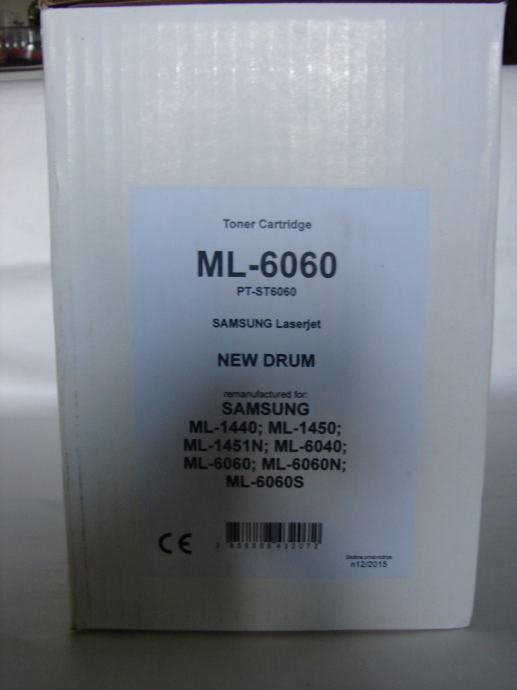 Toner Cartridge
ML-6060
PT-ST6060
SAMSUNG Laserjet
NEW DRUM
remanufactured for:
SAMSUNG
ML-1440; ML-1450;
ML-1451N; ML-6040;
ML-6060; ML-6060N;
ML-6060S
CE
n12/2015